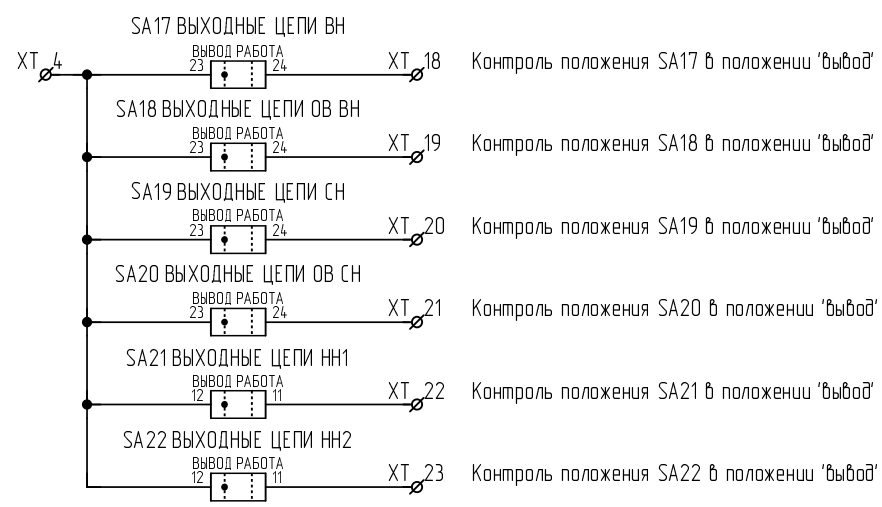 SA17 ВЫХОДНЫЕ ЦЕПИ ВН
ВЫВОД РАБОТА
XT 4 23 24 XT 18 Контроль положения SA17 в положении 'вывод'
SA18 ВЫХОДНЫЕ ЦЕПИ ОВ ВН
ВЫВОД РАБОТА
23 24 XT 19 Контроль положения SA18 в положении 'вывод'
SA19 ВЫХОДНЫЕ ЦЕПИ СН
ВЫВОД РАБОТА
23 24 XT 20 Контроль положения SA19 в положении 'вывод'
SA20 ВЫХОДНЫЕ ЦЕПИ ОВ СН
ВЫВОД РАБОТА
23 24 XT 21 Контроль положения SA20 в положении 'вывод'
SA21 ВЫХОДНЫЕ ЦЕПИ НН1
ВЫВОД РАБОТА
12 11 XT 22 Контроль положения SA21 в положении 'вывод'
SA22 ВЫХОДНЫЕ ЦЕПИ НН2
ВЫВОД РАБОТА
12 11 XT 23 Контроль положения SA22 в положении 'вывод'